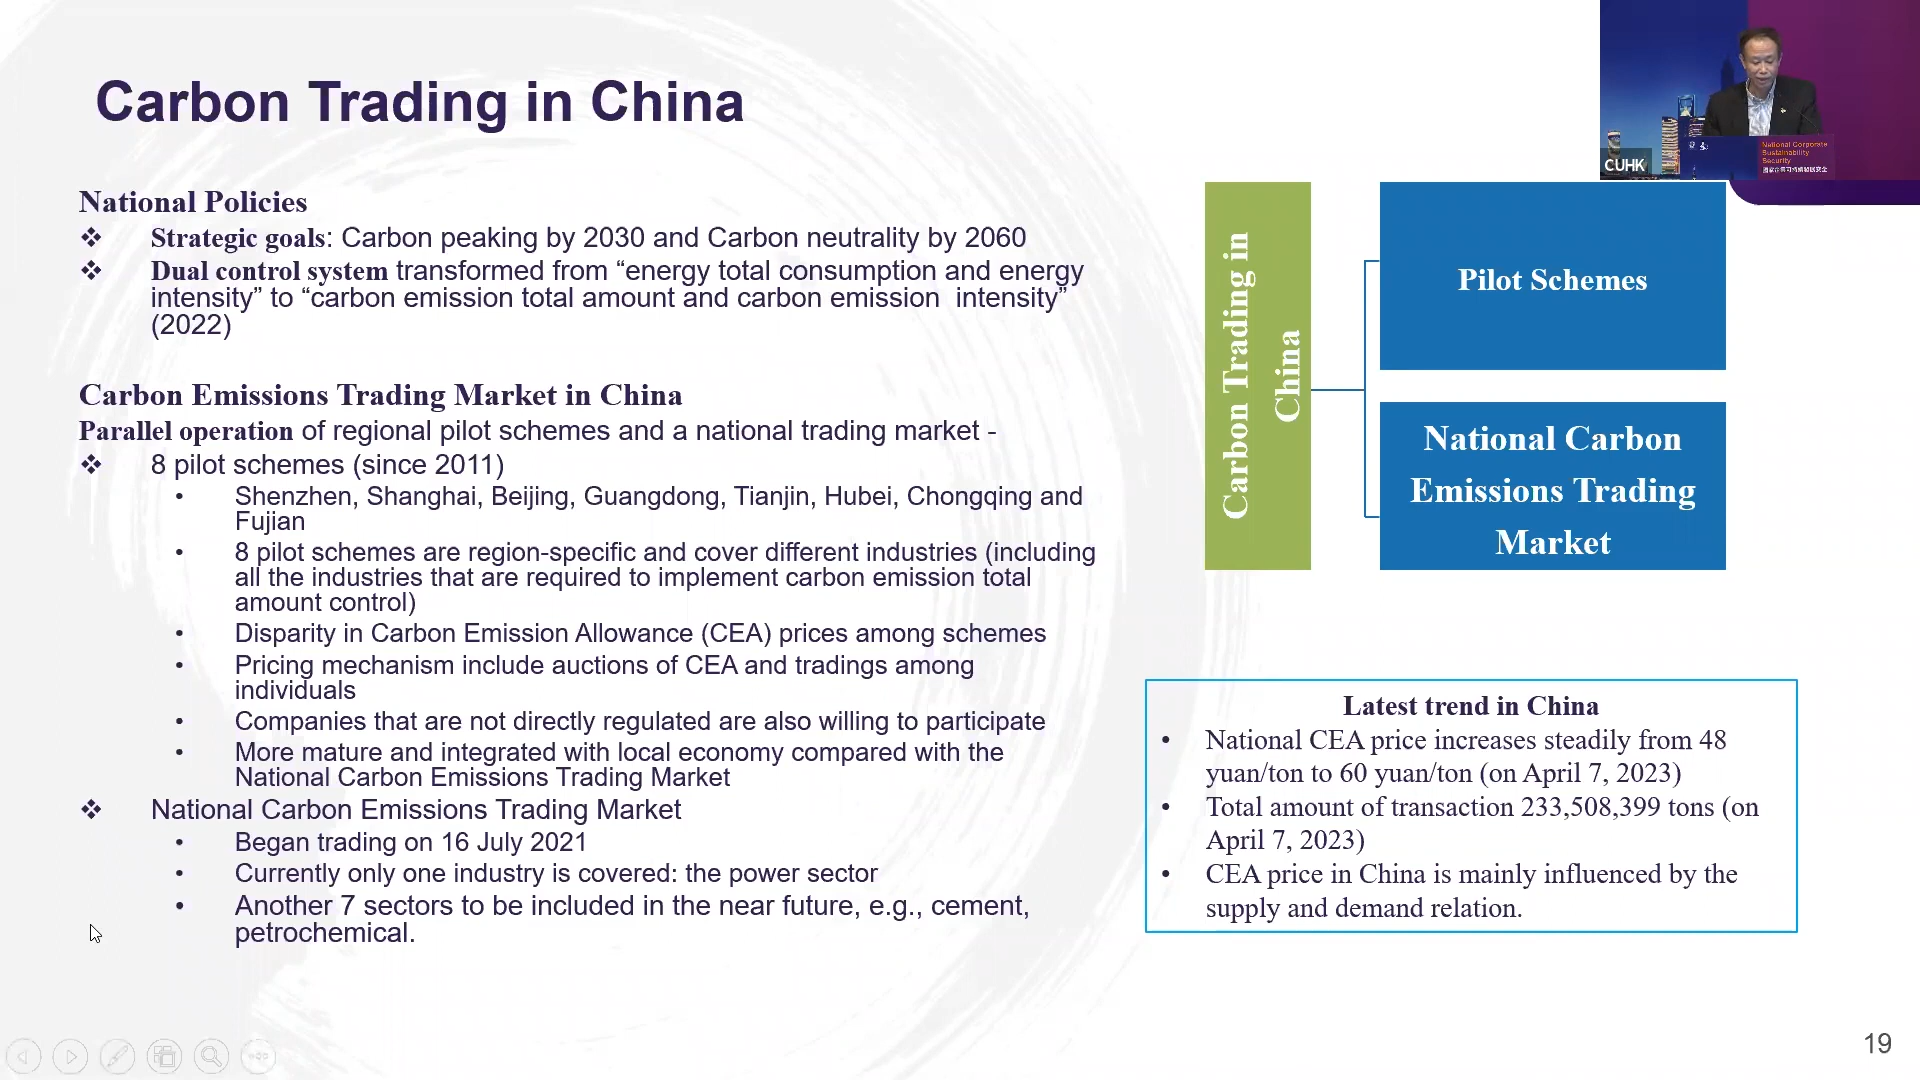 Carbon Trading in China
National Policies
❖ Strategic goals: Carbon peaking by 2030 and Carbon neutrality by 2060
❖ Dual control system transformed from “energy total consumption and energy
intensity” to “carbon emission total amount and carbon emission intensity”
(2022)
Carbon Emissions Trading Market in China
Parallel operation of regional pilot schemes and a national trading market -
❖ 8 pilot schemes (since 2011)
• Shenzhen, Shanghai, Beijing, Guangdong, Tianjin, Hubei, Chongqing and
Fujian
• 8 pilot schemes are region-specific and cover different industries (including
all the industries that are required to implement carbon emission total
amount control)
• Disparity in Carbon Emission Allowance (CEA) prices among schemes
• Pricing mechanism include auctions of CEA and tradings among
individuals
• Companies that are not directly regulated are also willing to participate
• More mature and integrated with local economy compared with the
National Carbon Emissions Trading Market
❖ National Carbon Emissions Trading Market
• Began trading on 16 July 2021
• Currently only one industry is covered: the power sector
• Another 7 sectors to be included in the near future, e.g., cement,
petrochemical.
CUHK
National Corporate
Sustainability
Security
Carbon Trading in
China
Pilot Schemes
National Carbon
Emissions Trading
Market
Latest trend in China
• National CEA price increases steadily from 48
yuan/ton to 60 yuan/ton (on April 7, 2023)
• Total amount of transaction 233,508,399 tons (on
April 7, 2023)
• CEA price in China is mainly influenced by the
supply and demand relation.
19